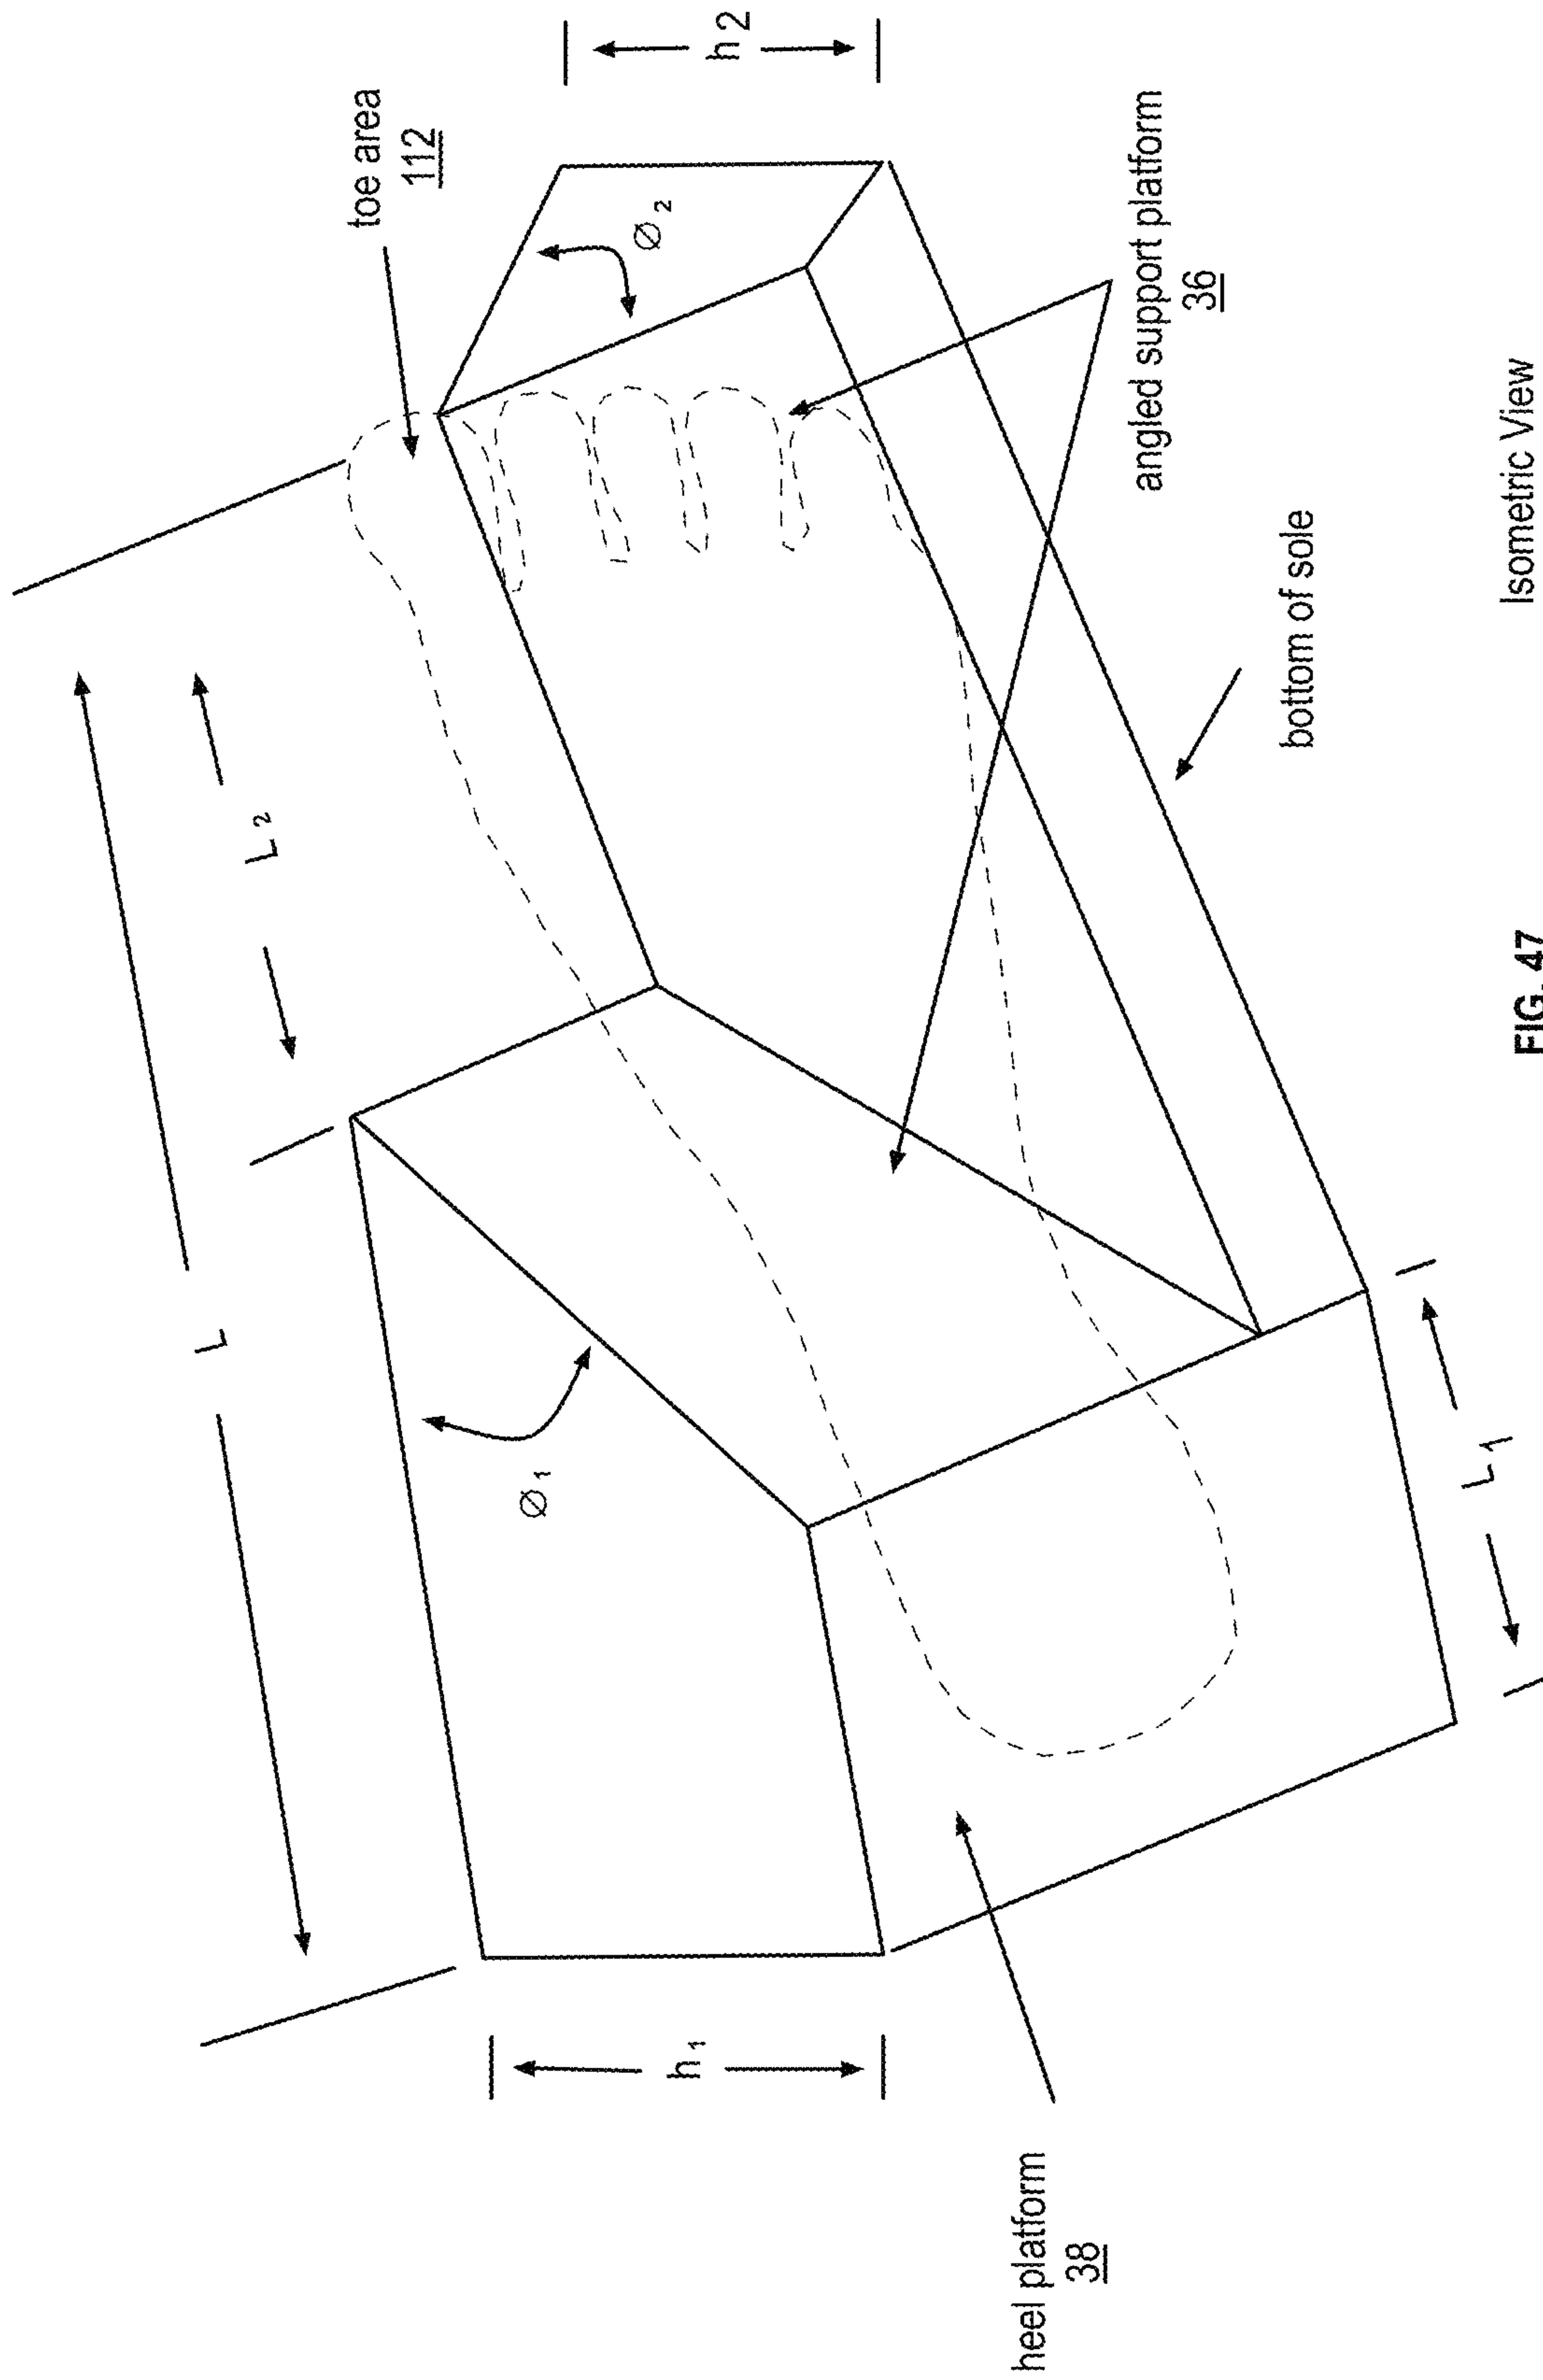 toe area
112
h2
Ø2
L2
L
Ø1
h1
angled support platform
36
bottom of sole
L1
heel platform
38
Isometric View
FIG. 47